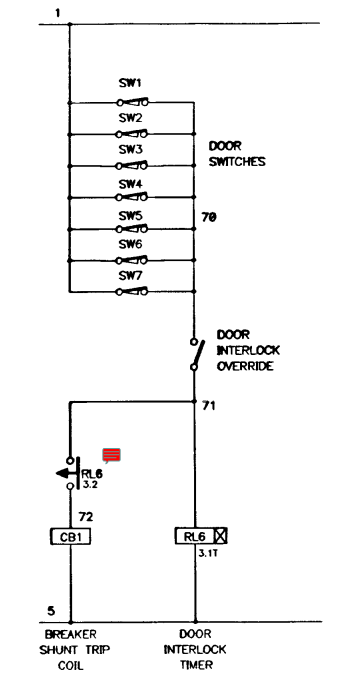 1
SW1
SW2
SW3
SW4
SW5
SW6
SW7
DOOR
SWITCHES
70
DOOR
INTERLOCK
OVERRIDE
71
RL6
3.2
72
CB1
RL6
3.1T
5
BREAKER
SHUNT TRIP
COIL
DOOR
INTERLOCK
TIMER